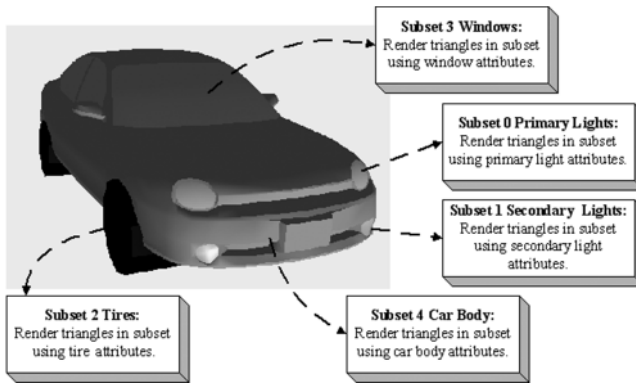 Subset 3 Windows:
Render triangles in subset
using window attributes.
Subset 0 Primary Lights:
Render triangles in subset
using primary light attributes.
Subset 1 Secondary Lights:
Render triangles in subset
using secondary light
attributes.
Subset 2 Tires:
Render triangles in subset
using tire attributes.
Subset 4 Car Body:
Render triangles in subset
using car body attributes.